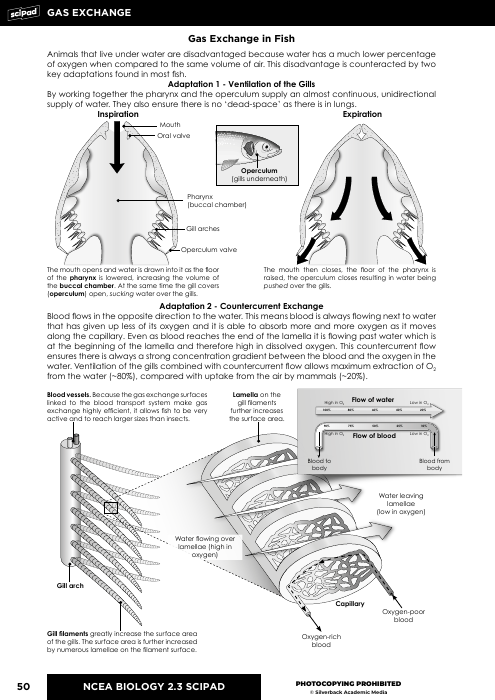 scipad GAS EXCHANGE
Gas Exchange in Fish
Animals that live under water are disadvantaged because water has a much lower percentage
of oxygen when compared to the same volume of air. This disadvantage is counteracted by two
key adaptations found in most fish.
Adaptation 1 - Ventilation of the Gills
By working together the pharynx and the operculum supply an almost continuous, unidirectional
supply of water. They also ensure there is no 'dead-space' as there is in lungs.
Inspiration
Expiration
Mouth
Oral valve
Operculum
(gills underneath)
Pharynx
(buccal chamber)
Gill arches
Operculum valve
The mouth opens and water is drawn into it as the floor
of the pharynx is lowered, increasing the volume of
the buccal chamber. At the same time the gill covers
(operculum) open, sucking water over the gills.
The mouth then closes, the floor of the pharynx is
raised, the operculum closes resulting in water being
pushed over the gills.
Adaptation 2 - Countercurrent Exchange
Blood flows in the opposite direction to the water. This means blood is always flowing next to water
that has given up less of its oxygen and it is able to absorb more and more oxygen as it moves
along the capillary. Even as blood reaches the end of the lamella it is flowing past water which is
at the beginning of the lamella and therefore high in dissolved oxygen. This countercurrent flow
ensures there is always a strong concentration gradient between the blood and the oxygen in the
water. Ventilation of the gills combined with countercurrent flow allows maximum extraction of O₂
from the water (~80%), compared with uptake from the air by mammals (~20%).
Blood vessels. Because the gas exchange surfaces
linked to the blood transport system make gas
exchange highly efficient, it allows fish to be very
active and to reach larger sizes than insects.
Lamella on the
gill filaments
further increases
the surface area.
Flow of water
High in O₂
Low in O₂
High in O₂
Low in O₂
Flow of blood
Blood to
body
Blood from
body
Water leaving
lamellae
(low in oxygen)
Water flowing over
lamellae (high in
oxygen)
Gill arch
Capillary
Oxygen-poor
blood
Oxygen-rich
blood
Gill filaments greatly increase the surface area
of the gills. The surface area is further increased
by numerous lamellae on the filament surface.
50 NCEA BIOLOGY 2.3 SCIPAD
PHOTOCOPYING PROHIBITED
© Silverback Academic Media